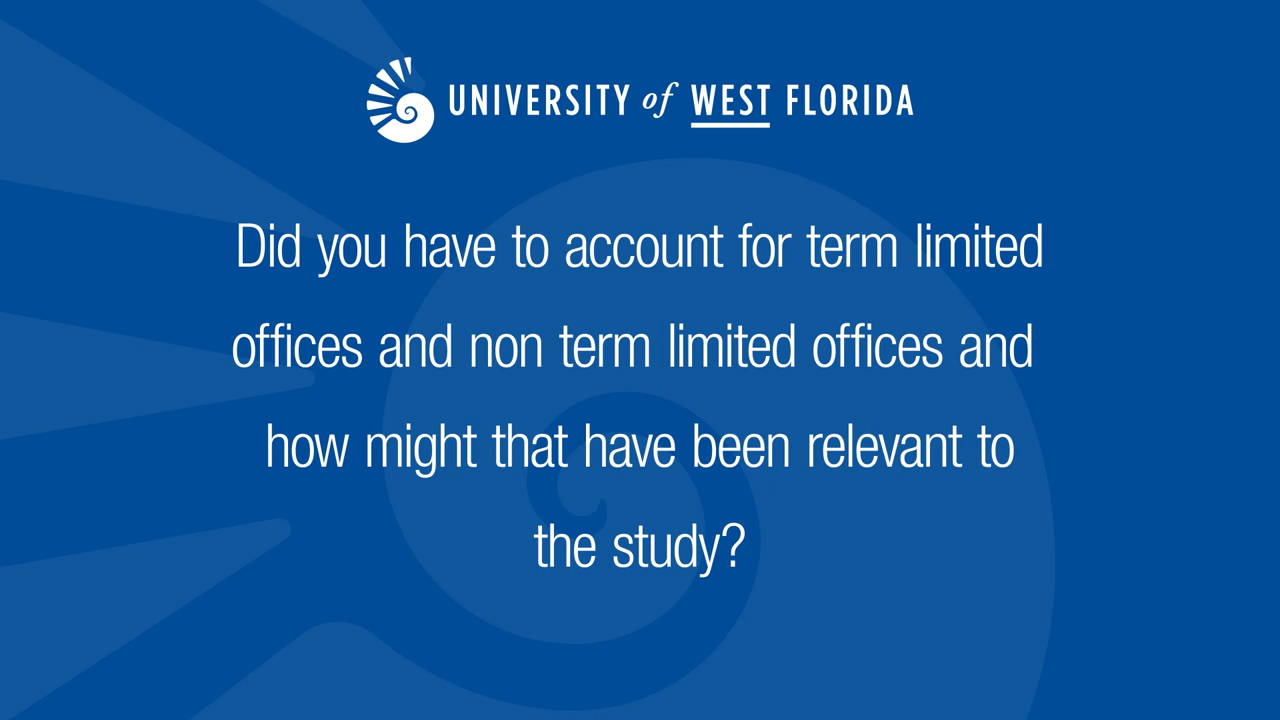 UNIVERSITY of WEST FLORIDA
Did you have to account for term limited
offices and non term limited offices and
how might that have been relevant to
the study?